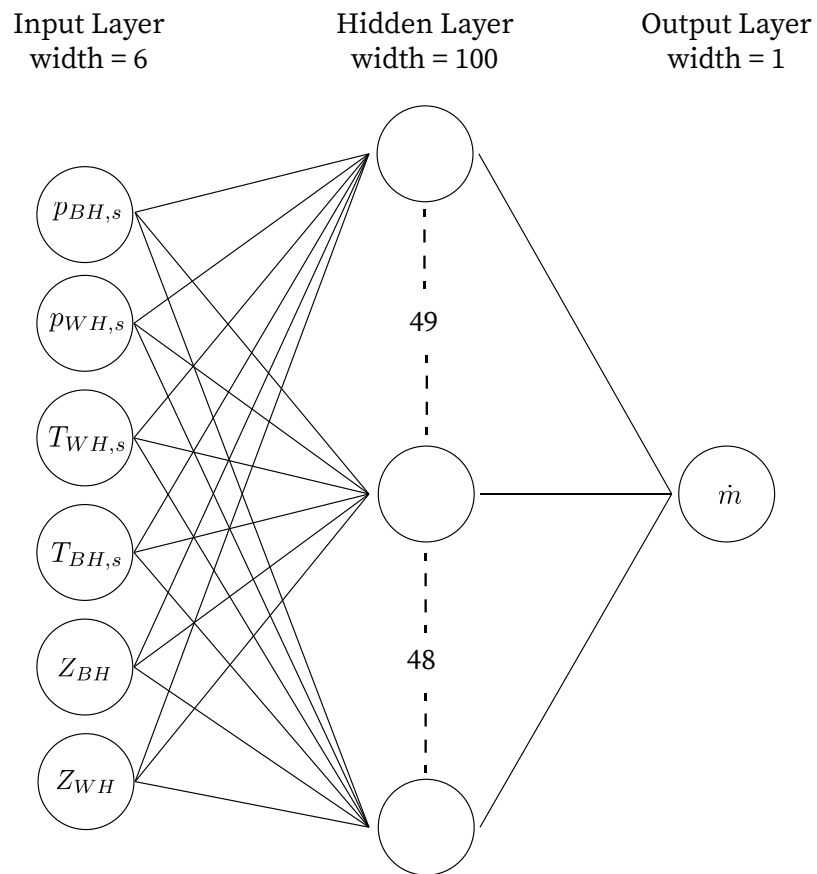 Input Layer
width = 6
Hidden Layer
width = 100
Output Layer
width = 1
p_{BH,s}
p_{WH,s}
T_{WH,s}
T_{BH,s}
Z_{BH}
Z_{WH}
49
48
ṁ